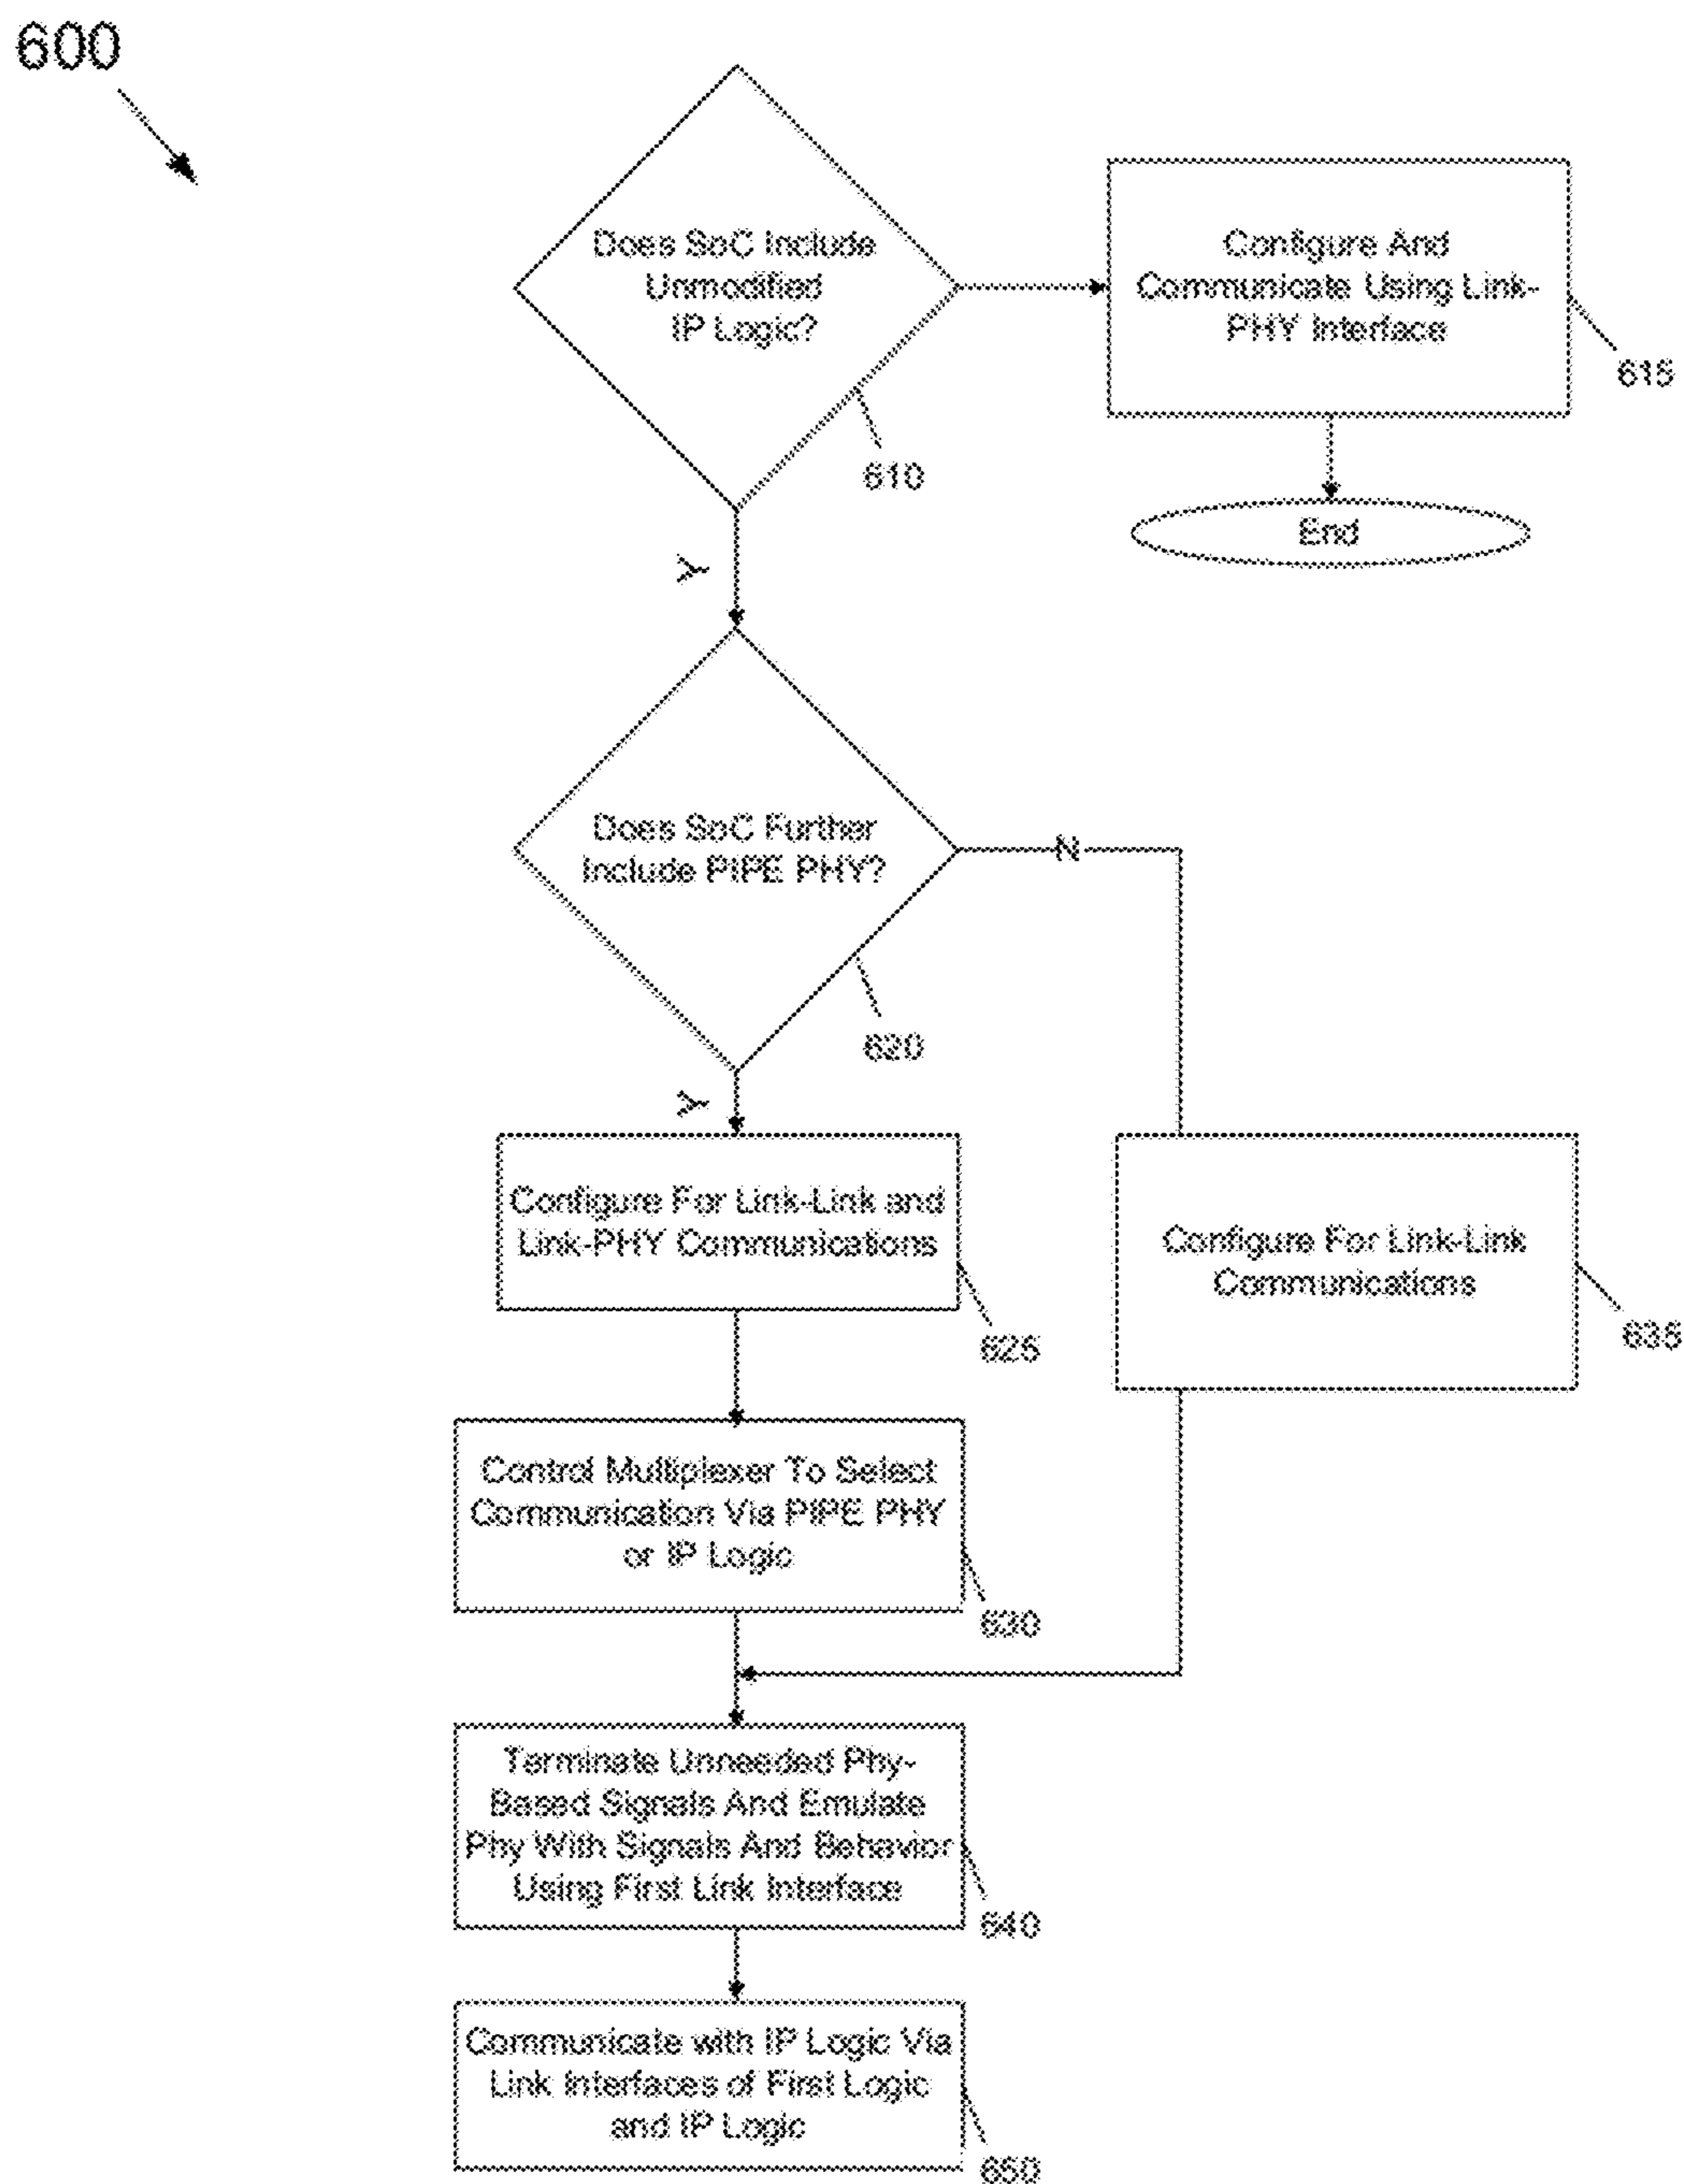 600
Does SoC Include
Unmodified
IP Logic?
610
Configure And
Communicate Using Link-
PHY Interface
615
End
Y
Does SoC Further
Include PIPE PHY?
N
620
Y
Configure For Link-Link and
Link-PHY Communications
625
Configure For Link-Link
Communications
635
Control Multiplexer To Select
Communication Via PIPE PHY
or IP Logic
630
Terminate Unneeded Phy-
Based Signals And Emulate
Phy With Signals And Behavior
Using First Link Interface
640
Communicate with IP Logic Via
Link Interfaces of First Logic
and IP Logic
650